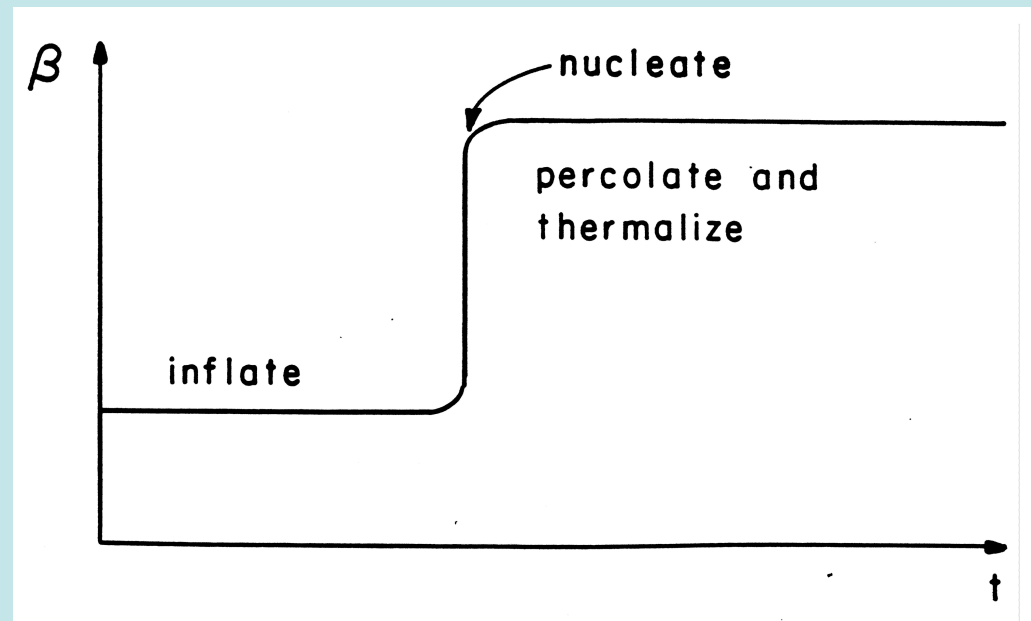 β
nucleate
percolate and
thermalize
inflate
t